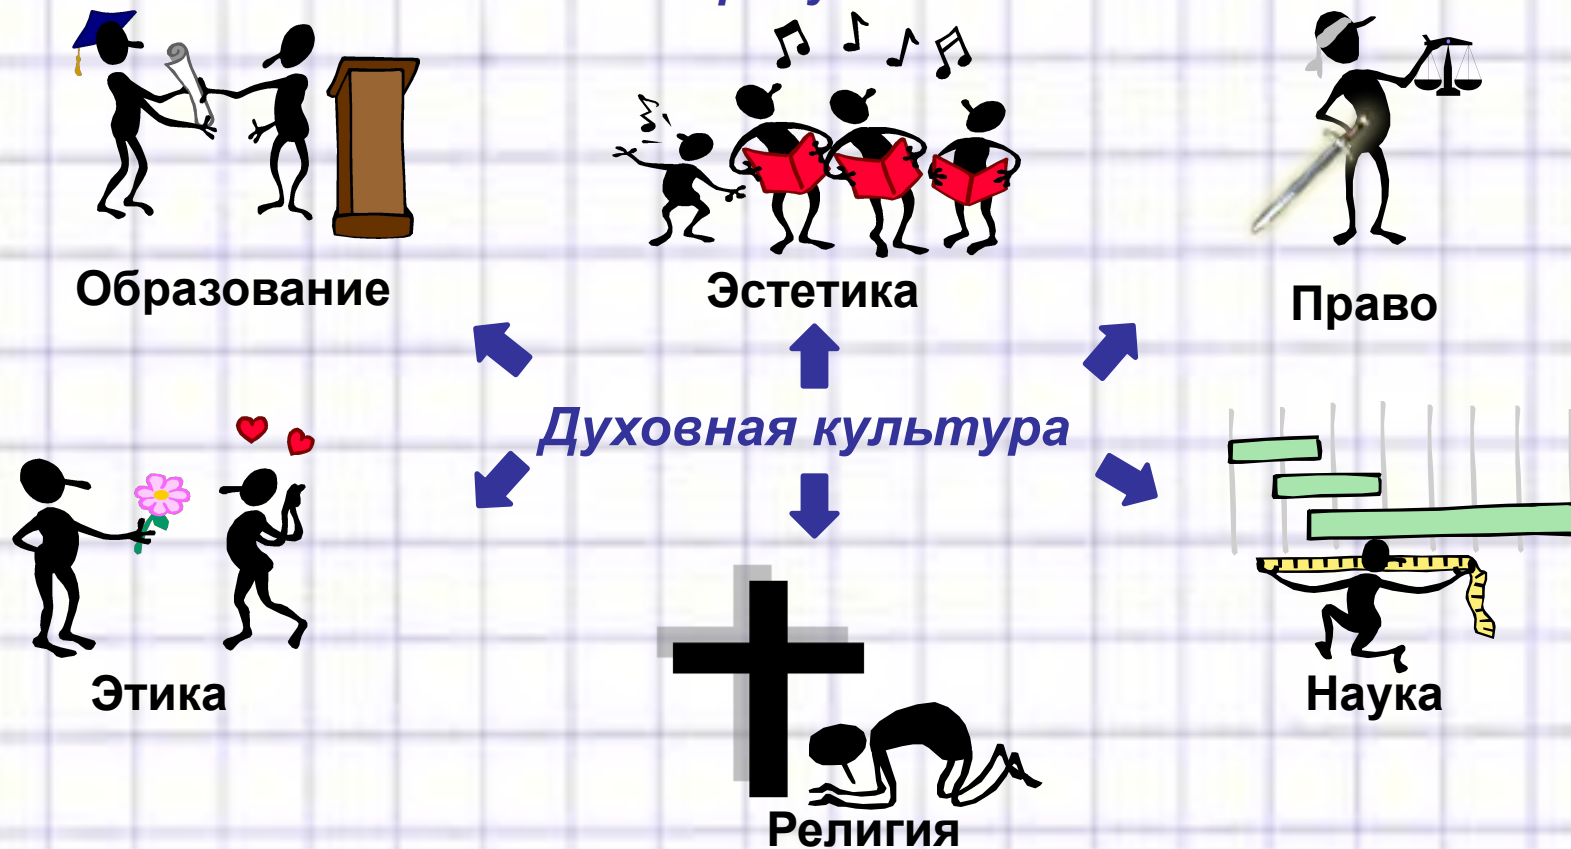 Образование
Эстетика
Право
Духовная культура
Этика
Наука
Религия